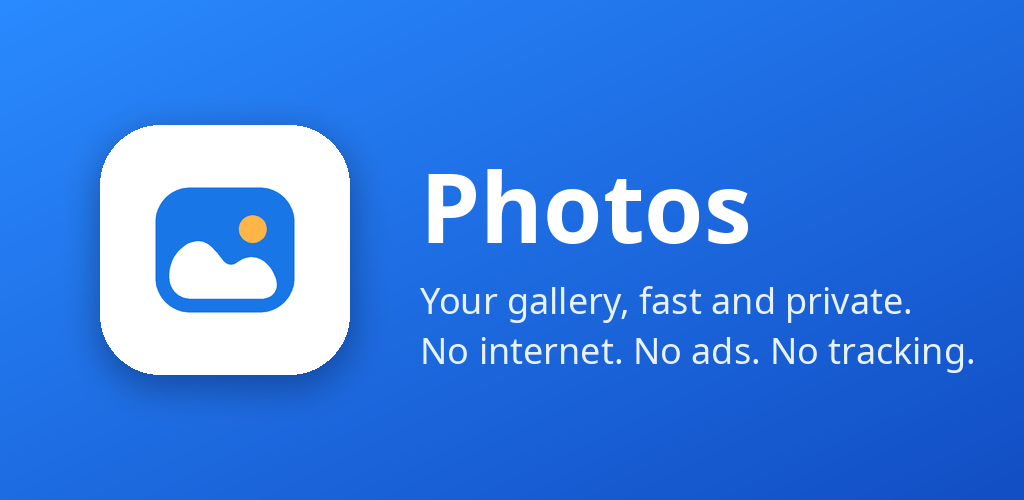 Photos
Your gallery, fast and private.
No internet. No ads. No tracking.